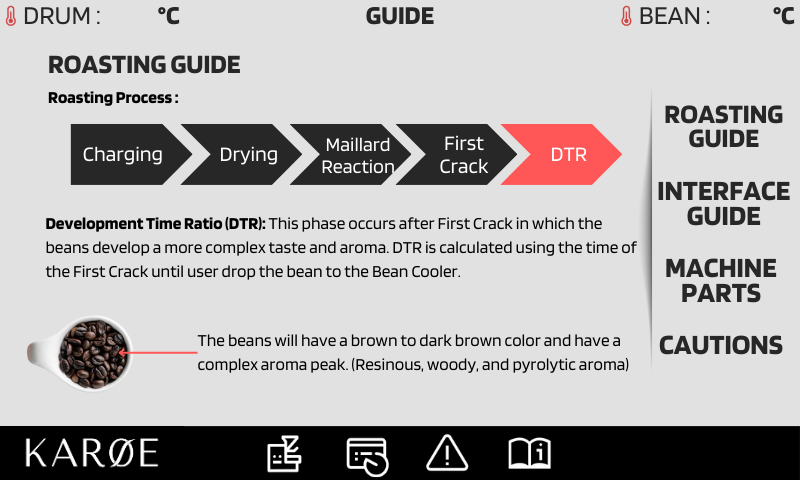 DRUM : °C
GUIDE
BEAN : °C
ROASTING GUIDE
Roasting Process :
Charging
Drying
Maillard
Reaction
First
Crack
DTR
Development Time Ratio (DTR): This phase occurs after First Crack in which the
beans develop a more complex taste and aroma. DTR is calculated using the time of
the First Crack until user drop the bean to the Bean Cooler.
The beans will have a brown to dark brown color and have a
complex aroma peak. (Resinous, woody, and pyrolytic aroma)
ROASTING
GUIDE
INTERFACE
GUIDE
MACHINE
PARTS
CAUTIONS
KARØE